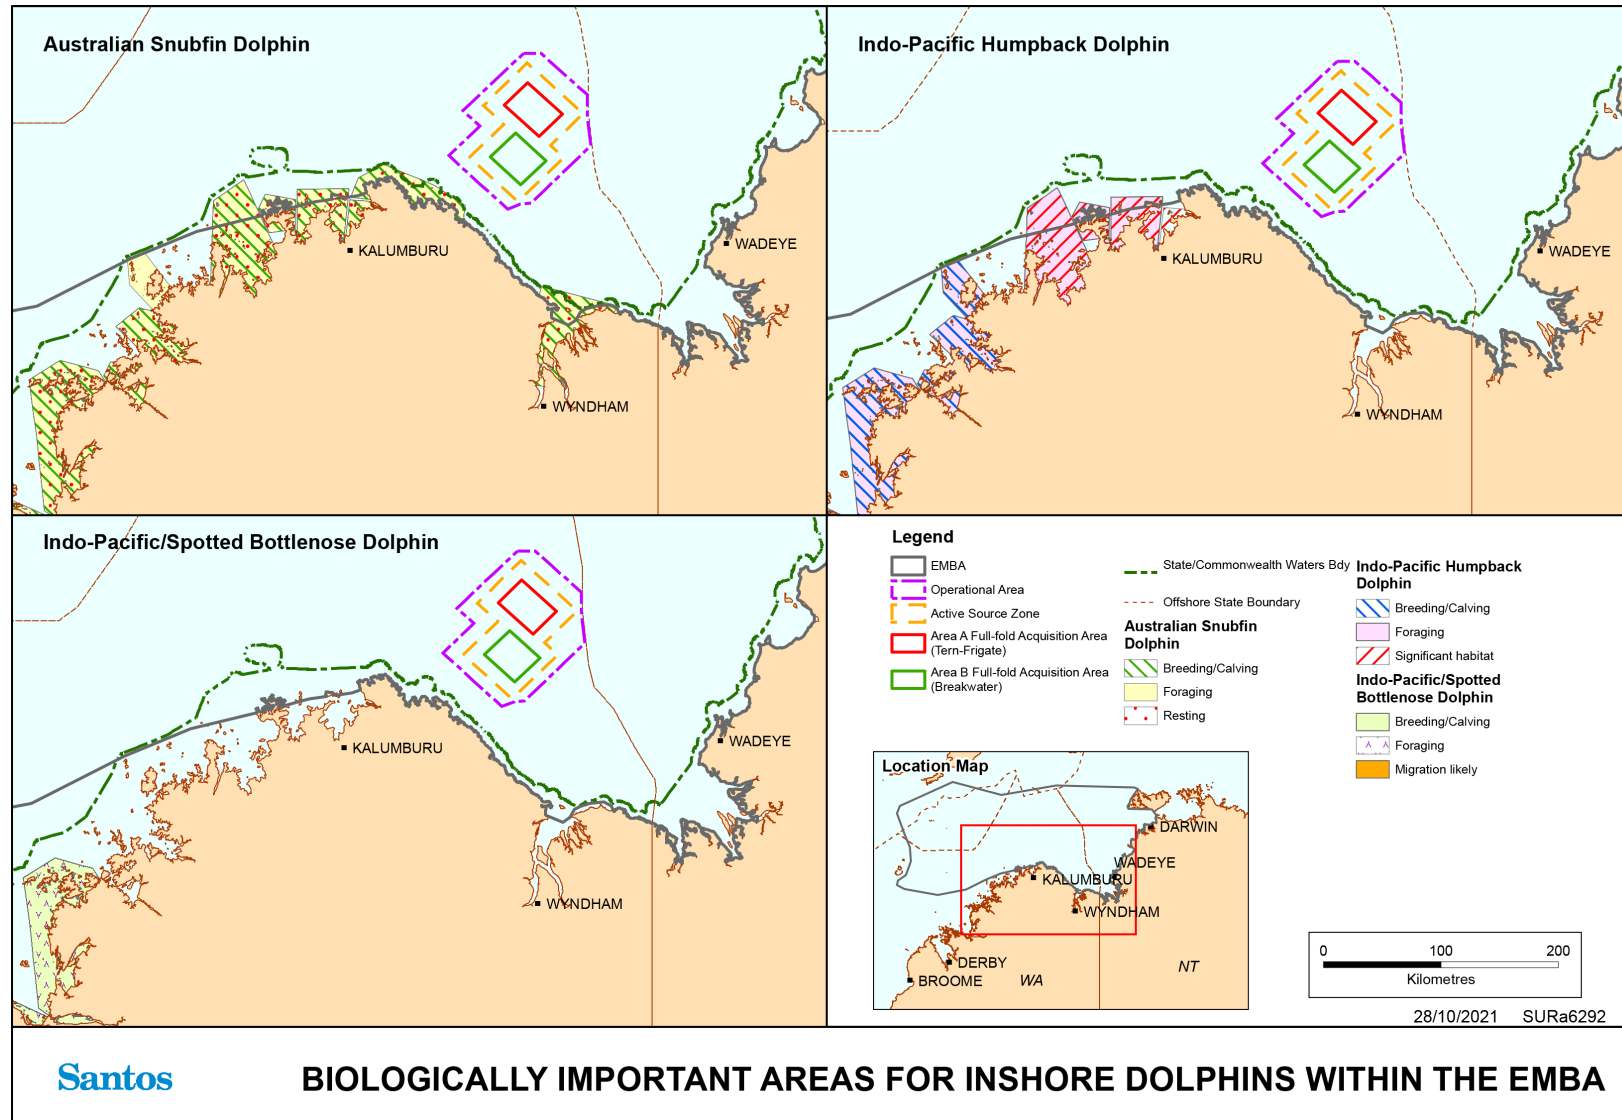 Australian Snubfin Dolphin
KALUMBURU
WADEYE
WYNDHAM
Indo-Pacific Humpback Dolphin
KALUMBURU
WADEYE
WYNDHAM
Indo-Pacific/Spotted Bottlenose Dolphin
KALUMBURU
WADEYE
WYNDHAM
Legend
EMBA
Operational Area
Active Source Zone
Area A Full-fold Acquisition Area
(Tern-Frigate)
Area B Full-fold Acquisition Area
(Breakwater)
State/Commonwealth Waters Bdy
Offshore State Boundary
Australian Snubfin
Dolphin
Breeding/Calving
Foraging
Resting
Indo-Pacific Humpback
Dolphin
Breeding/Calving
Foraging
Significant habitat
Indo-Pacific/Spotted
Bottlenose Dolphin
Breeding/Calving
Foraging
Migration likely
Location Map
DARWIN
WADEYE
KALUMBURU
WYNDHAM
DERBY
BROOME
WA
NT
0 100 200
Kilometres
28/10/2021 SURa6292
Santos
BIOLOGICALLY IMPORTANT AREAS FOR INSHORE DOLPHINS WITHIN THE EMBA